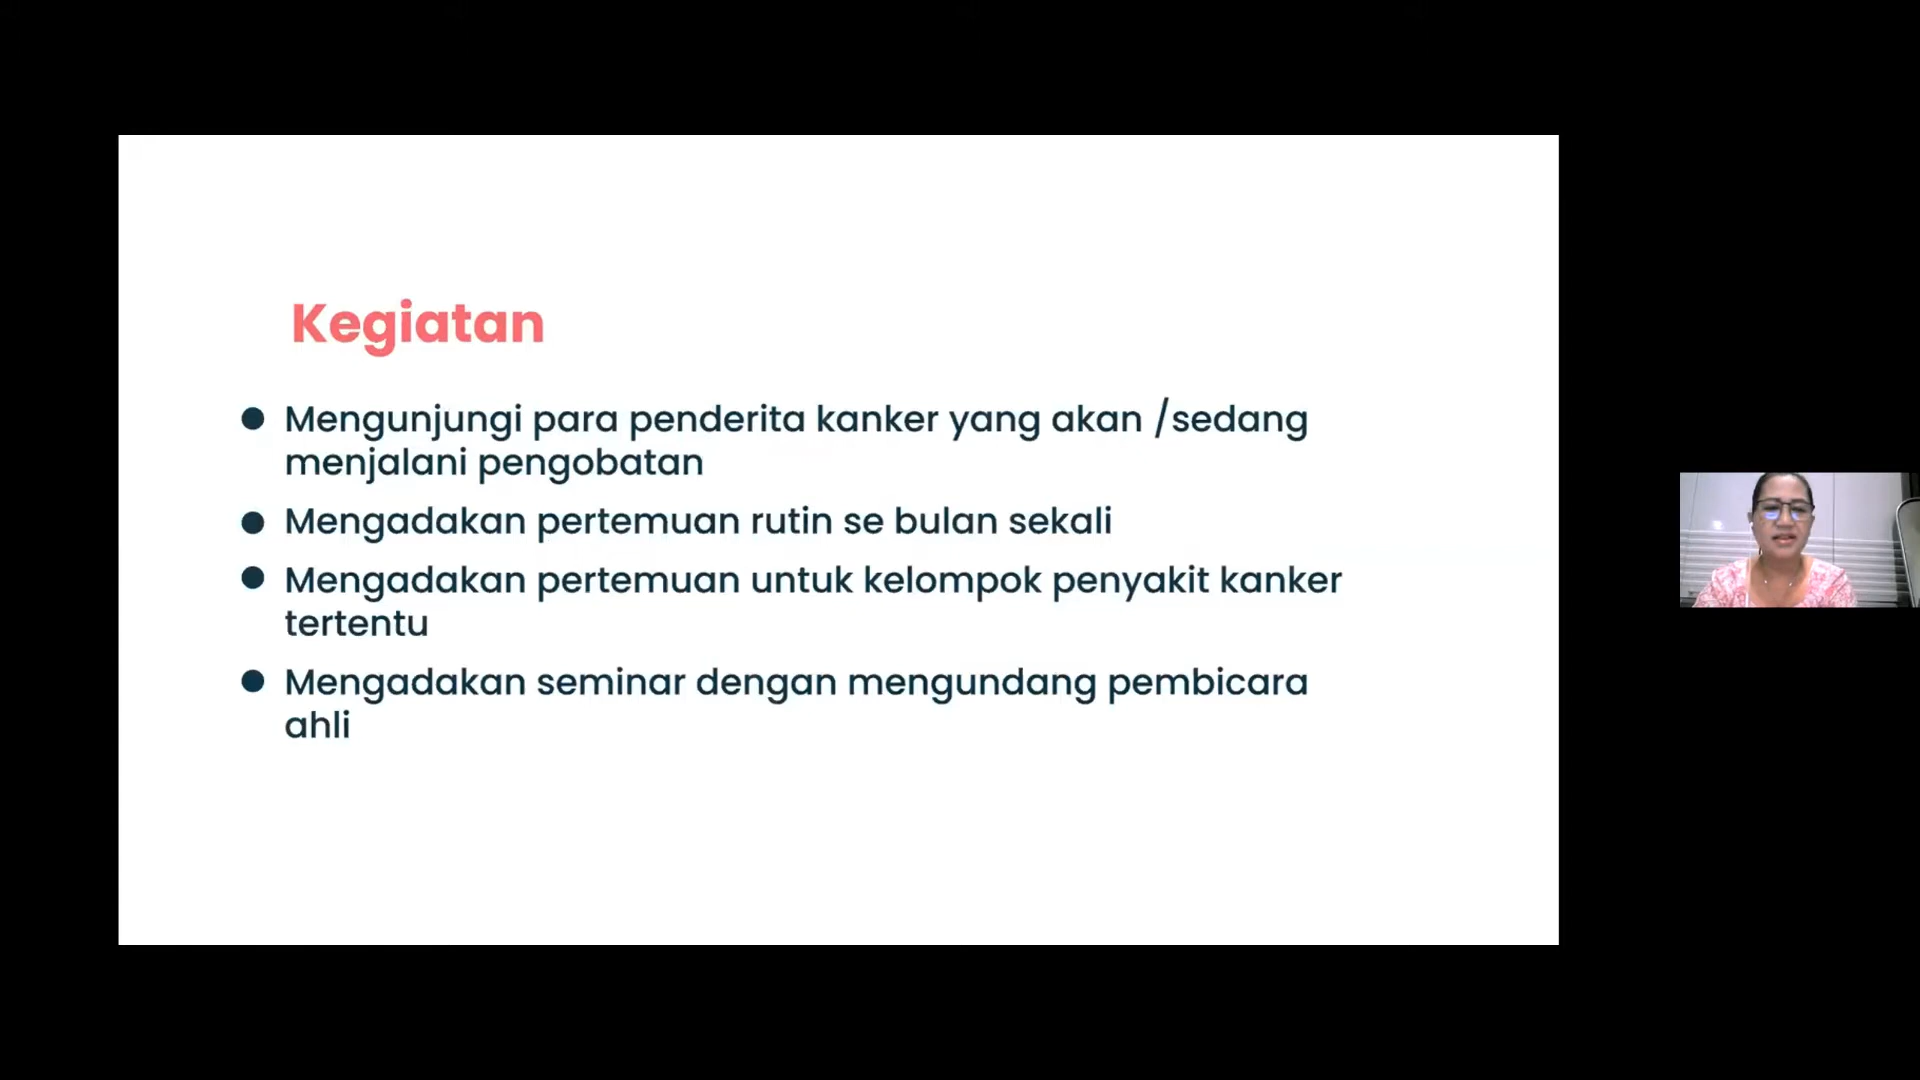 Kegiatan
● Mengunjungi para penderita kanker yang akan /sedang
menjalani pengobatan
● Mengadakan pertemuan rutin se bulan sekali
● Mengadakan pertemuan untuk kelompok penyakit kanker
tertentu
● Mengadakan seminar dengan mengundang pembicara
ahli